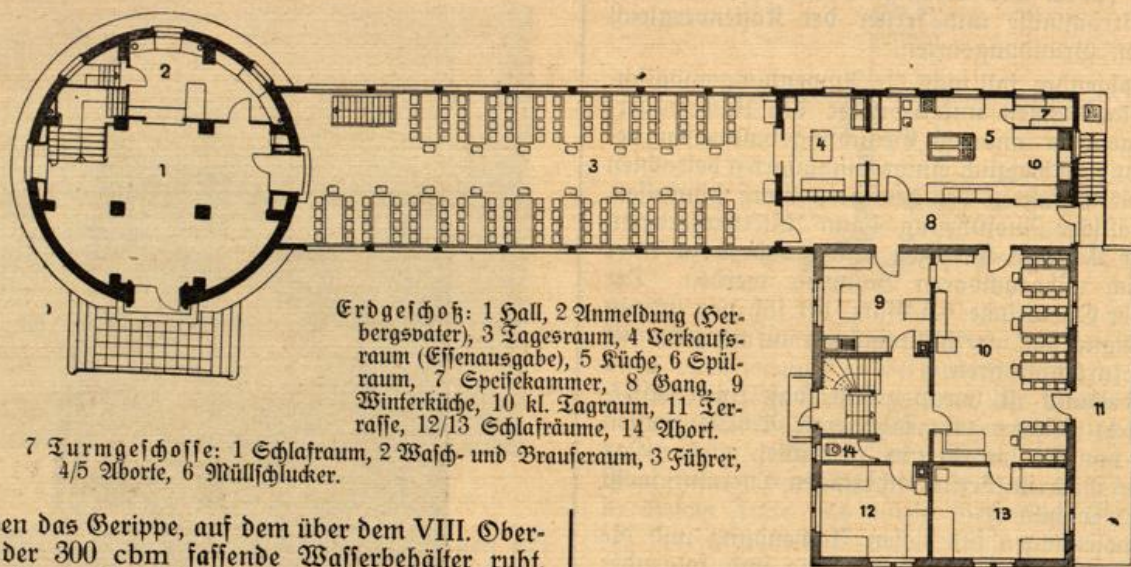 1
2
3
4
5
6
7
8
9
10
11
12
13
14
Erdgeschoß: 1 Hall, 2 Anmeldung (Her-
bergsvater), 3 Tagesraum, 4 Verkaufs-
raum (Essenausgabe), 5 Küche, 6 Spül-
raum, 7 Speisekammer, 8 Gang, 9
Winterküche, 10 kl. Tagraum, 11 Ter-
rasse, 12/13 Schlafräume, 14 Abort.
7 Turmgeschosse: 1 Schlafraum, 2 Wasch- und Brauseraum, 3 Führer,
4/5 Aborte, 6 Müllschlucker.
en das Gerippe, auf dem über dem VIII. Ober-
der 300 cbm fassende Wasserbehälter ruht.